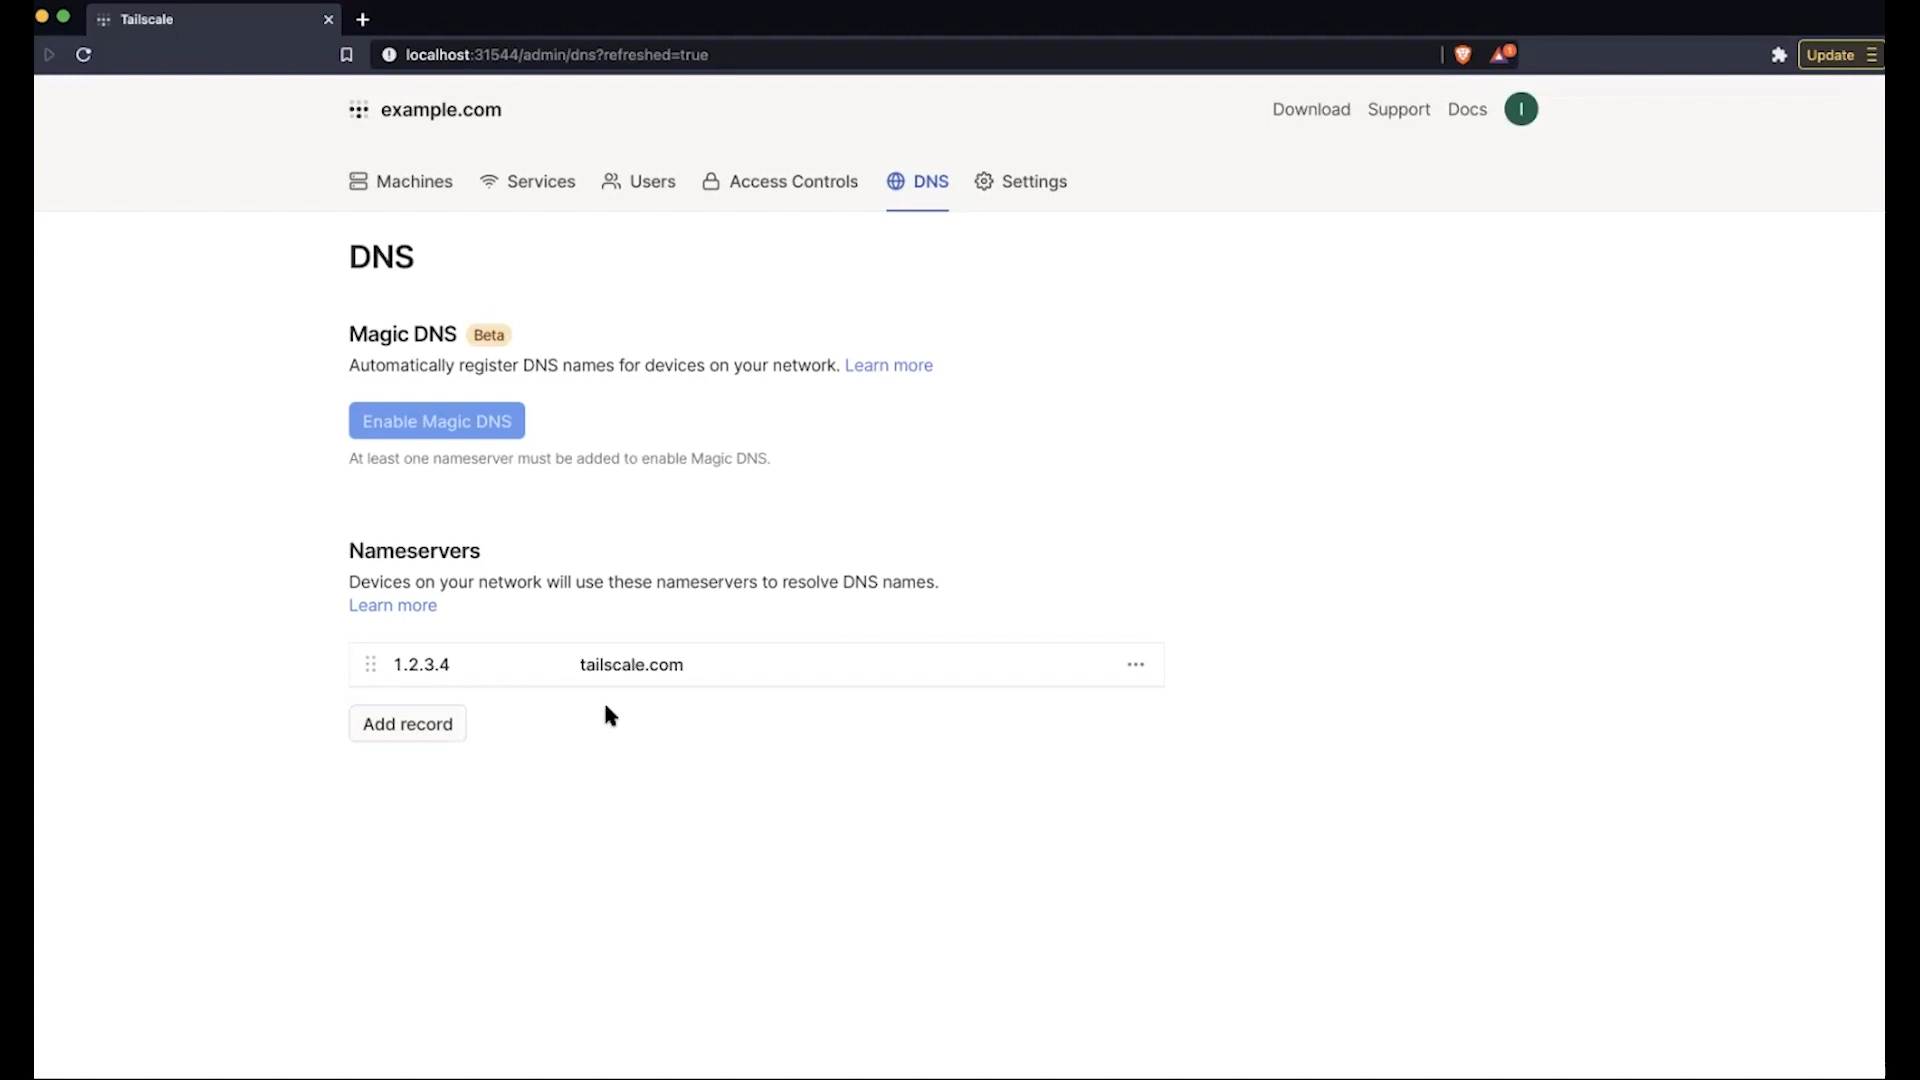 Tailscale
localhost:31544/admin/dns?refreshed=true
1
Update
example.com
Download Support Docs I
Machines Services Users Access Controls DNS Settings
DNS
Magic DNS Beta
Automatically register DNS names for devices on your network. Learn more
Enable Magic DNS
At least one nameserver must be added to enable Magic DNS.
Nameservers
Devices on your network will use these nameservers to resolve DNS names.
Learn more
1.2.3.4 tailscale.com
Add record